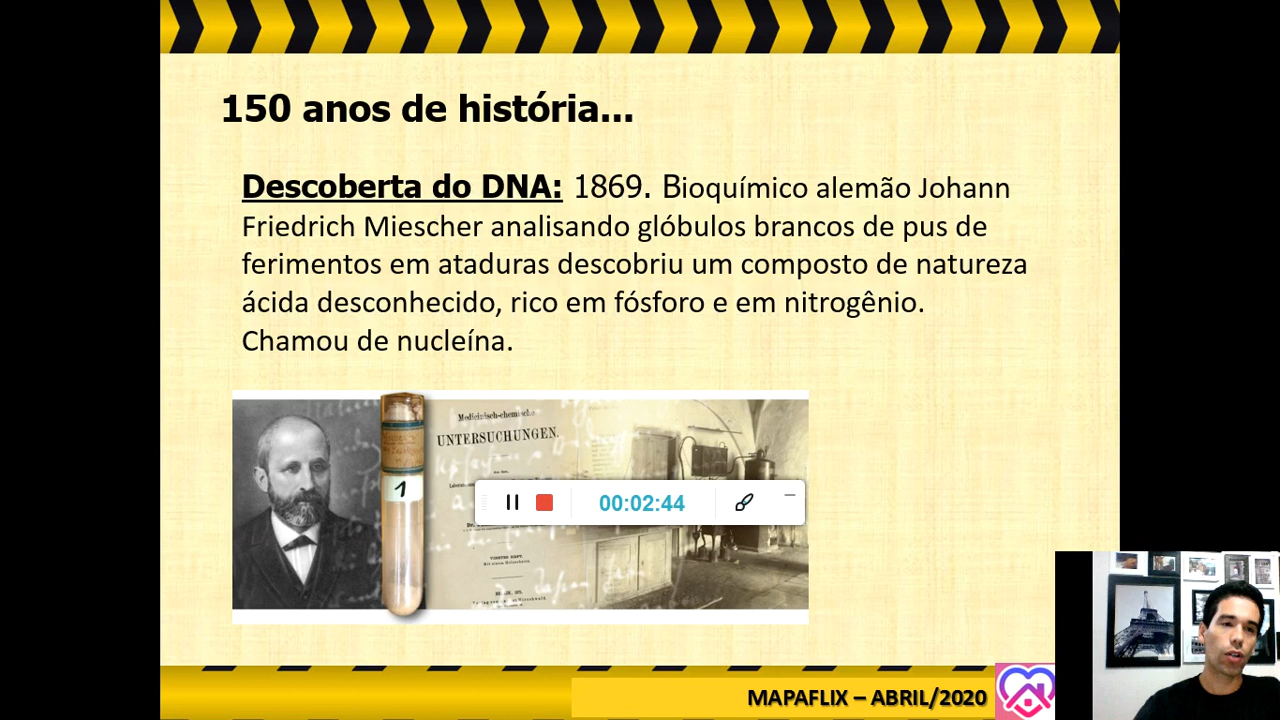 150 anos de história...
Descoberta do DNA: 1869. Bioquímico alemão Johann
Friedrich Miescher analisando glóbulos brancos de pus de
ferimentos em ataduras descobriu um composto de natureza
ácida desconhecido, rico em fósforo e em nitrogênio.
Chamou de nucleína.
1
Medicinisch-chemische
UNTERSUCHUNGEN.
00:02:44
MAPAFLIX – ABRIL/2020